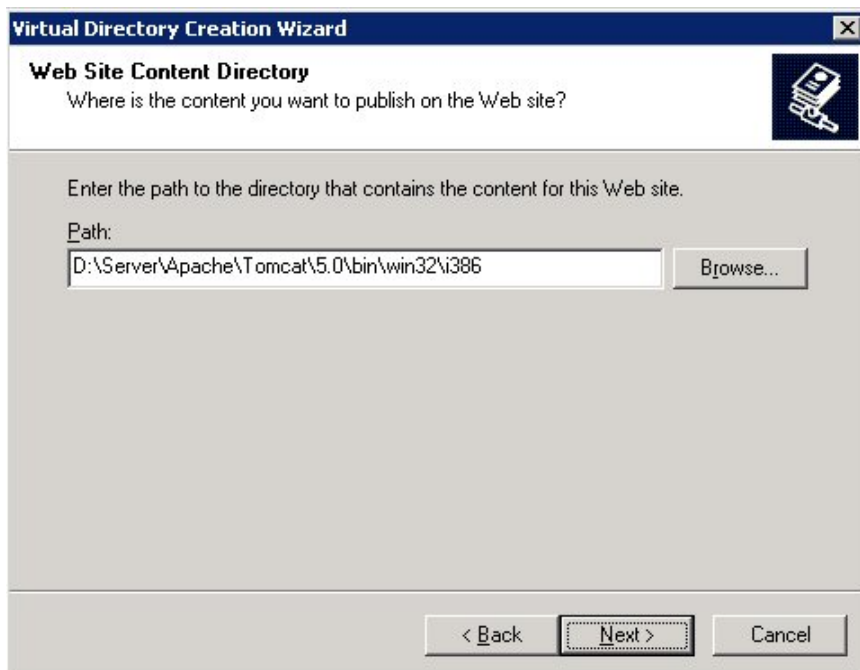 Virtual Directory Creation Wizard
Web Site Content Directory
Where is the content you want to publish on the Web site?
Enter the path to the directory that contains the content for this Web site.
Path:
D:\Server\Apache\Tomcat\5.0\bin\win32\i386
Browse...
< Back
Next >
Cancel